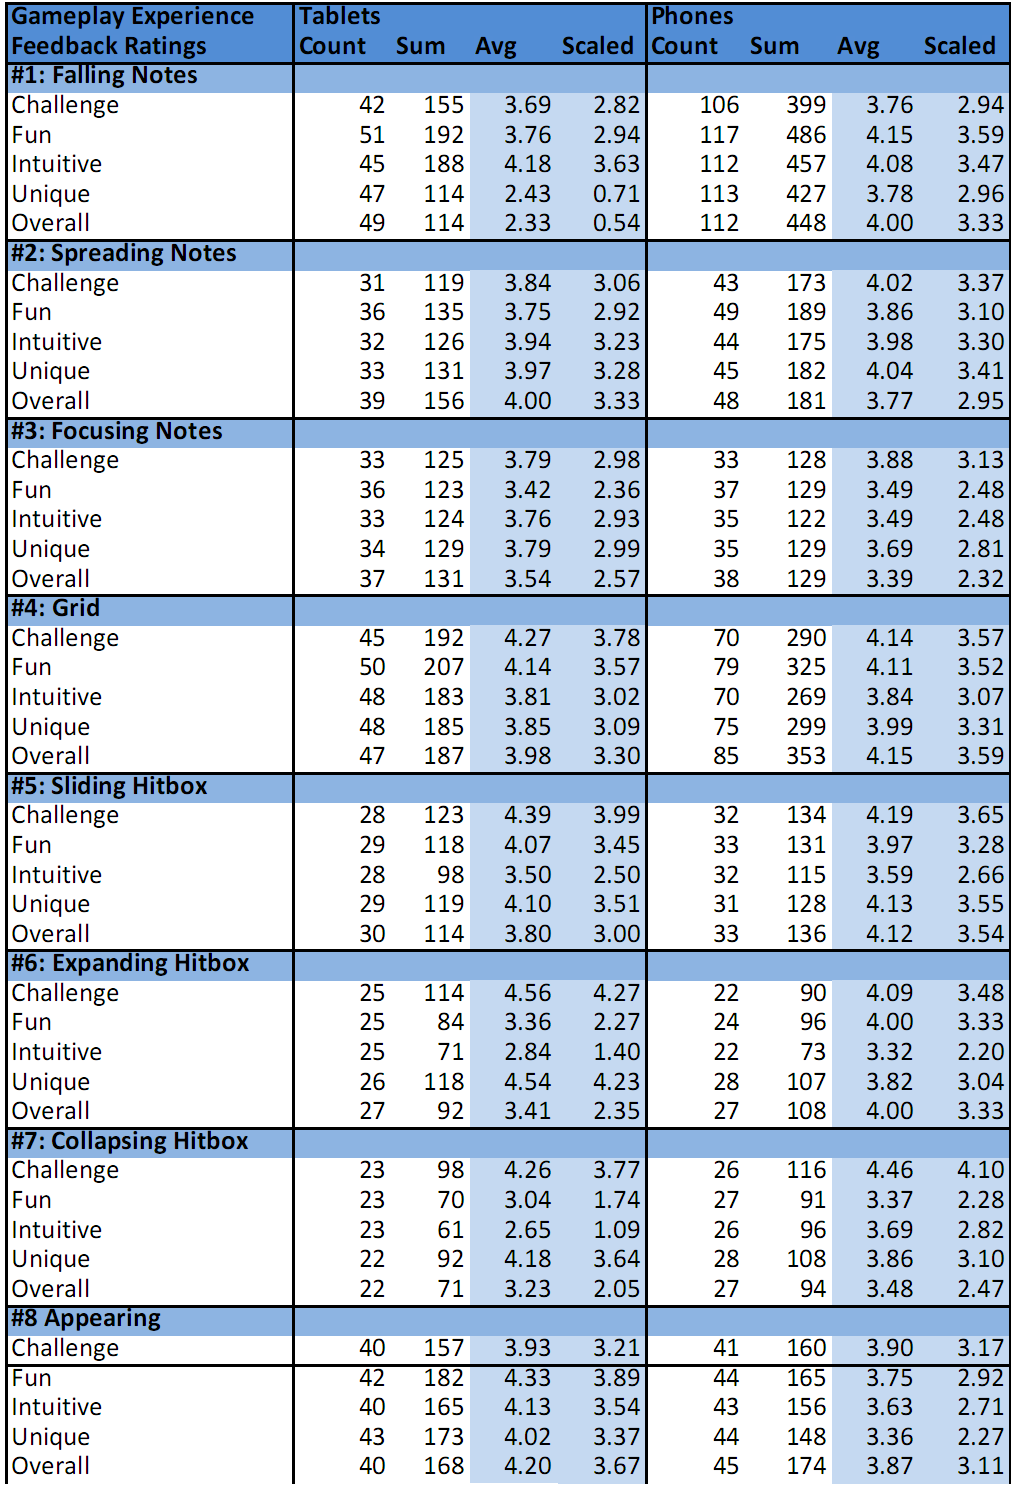 Gameplay Experience Tablets Phones
Feedback Ratings Count Sum Avg Scaled Count Sum Avg Scaled
#1: Falling Notes
Challenge 42 155 3.69 2.82 106 399 3.76 2.94
Fun 51 192 3.76 2.94 117 486 4.15 3.59
Intuitive 45 188 4.18 3.63 112 457 4.08 3.47
Unique 47 114 2.43 0.71 113 427 3.78 2.96
Overall 49 114 2.33 0.54 112 448 4.00 3.33
#2: Spreading Notes
Challenge 31 119 3.84 3.06 43 173 4.02 3.37
Fun 36 135 3.75 2.92 49 189 3.86 3.10
Intuitive 32 126 3.94 3.23 44 175 3.98 3.30
Unique 33 131 3.97 3.28 45 182 4.04 3.41
Overall 39 156 4.00 3.33 48 181 3.77 2.95
#3: Focusing Notes
Challenge 33 125 3.79 2.98 33 128 3.88 3.13
Fun 36 123 3.42 2.36 37 129 3.49 2.48
Intuitive 33 124 3.76 2.93 35 122 3.49 2.48
Unique 34 129 3.79 2.99 35 129 3.69 2.81
Overall 37 131 3.54 2.57 38 129 3.39 2.32
#4: Grid
Challenge 45 192 4.27 3.78 70 290 4.14 3.57
Fun 50 207 4.14 3.57 79 325 4.11 3.52
Intuitive 48 183 3.81 3.02 70 269 3.84 3.07
Unique 48 185 3.85 3.09 75 299 3.99 3.31
Overall 47 187 3.98 3.30 85 353 4.15 3.59
#5: Sliding Hitbox
Challenge 28 123 4.39 3.99 32 134 4.19 3.65
Fun 29 118 4.07 3.45 33 131 3.97 3.28
Intuitive 28 98 3.50 2.50 32 115 3.59 2.66
Unique 29 119 4.10 3.51 31 128 4.13 3.55
Overall 30 114 3.80 3.00 33 136 4.12 3.54
#6: Expanding Hitbox
Challenge 25 114 4.56 4.27 22 90 4.09 3.48
Fun 25 84 3.36 2.27 24 96 4.00 3.33
Intuitive 25 71 2.84 1.40 22 73 3.32 2.20
Unique 26 118 4.54 4.23 28 107 3.82 3.04
Overall 27 92 3.41 2.35 27 108 4.00 3.33
#7: Collapsing Hitbox
Challenge 23 98 4.26 3.77 26 116 4.46 4.10
Fun 23 70 3.04 1.74 27 91 3.37 2.28
Intuitive 23 61 2.65 1.09 26 96 3.69 2.82
Unique 22 92 4.18 3.64 28 108 3.86 3.10
Overall 22 71 3.23 2.05 27 94 3.48 2.47
#8 Appearing
Challenge 40 157 3.93 3.21 41 160 3.90 3.17
Fun 42 182 4.33 3.89 44 165 3.75 2.92
Intuitive 40 165 4.13 3.54 43 156 3.63 2.71
Unique 43 173 4.02 3.37 44 148 3.36 2.27
Overall 40 168 4.20 3.67 45 174 3.87 3.11